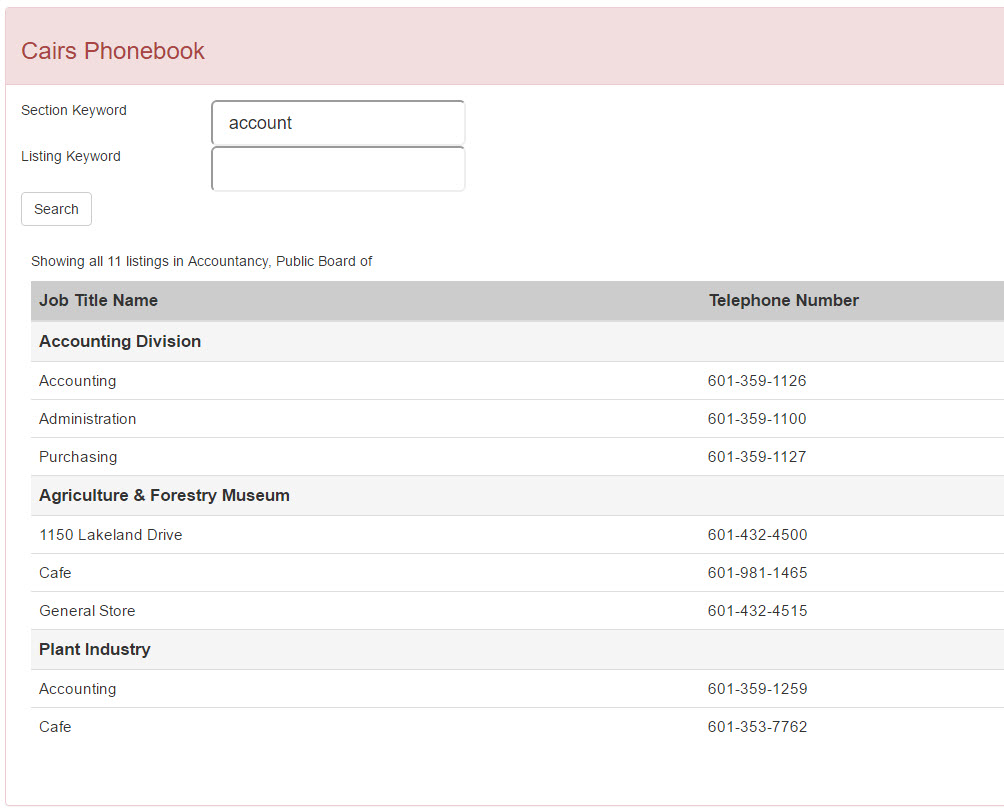 Cairs Phonebook
Section Keyword account
Listing Keyword
Search
Showing all 11 listings in Accountancy, Public Board of
Job Title Name Telephone Number
Accounting Division
Accounting 601-359-1126
Administration 601-359-1100
Purchasing 601-359-1127
Agriculture & Forestry Museum
1150 Lakeland Drive 601-432-4500
Cafe 601-981-1465
General Store 601-432-4515
Plant Industry
Accounting 601-359-1259
Cafe 601-353-7762